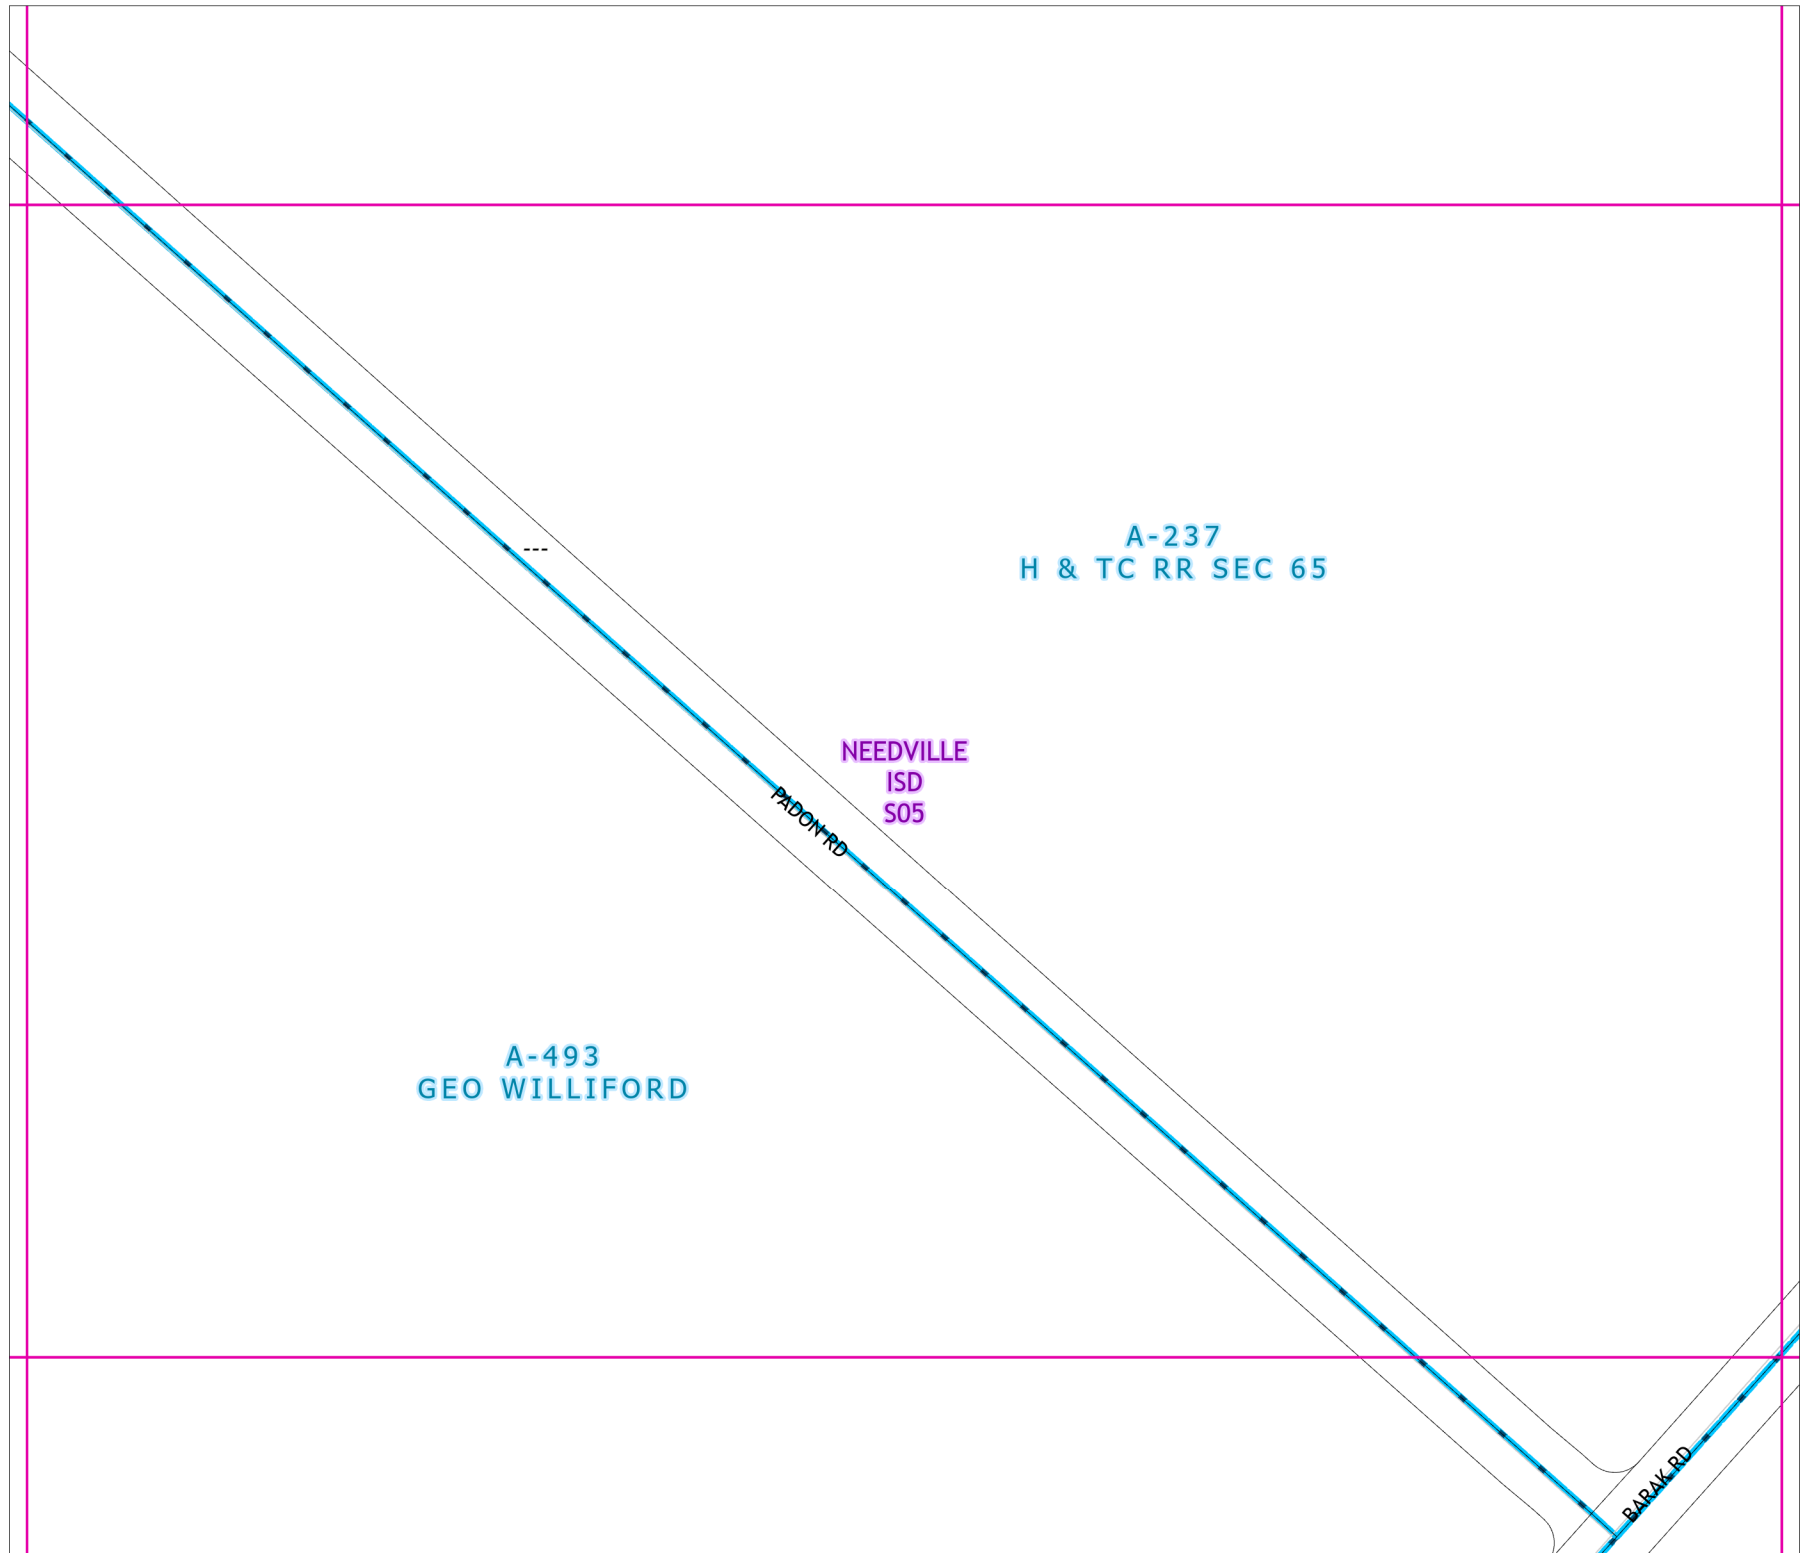 ---
A-237
H & TC RR SEC 65
NEEDVILLE
ISD
S05
PADON RD
A-493
GEO WILLIFORD
BARAK RD